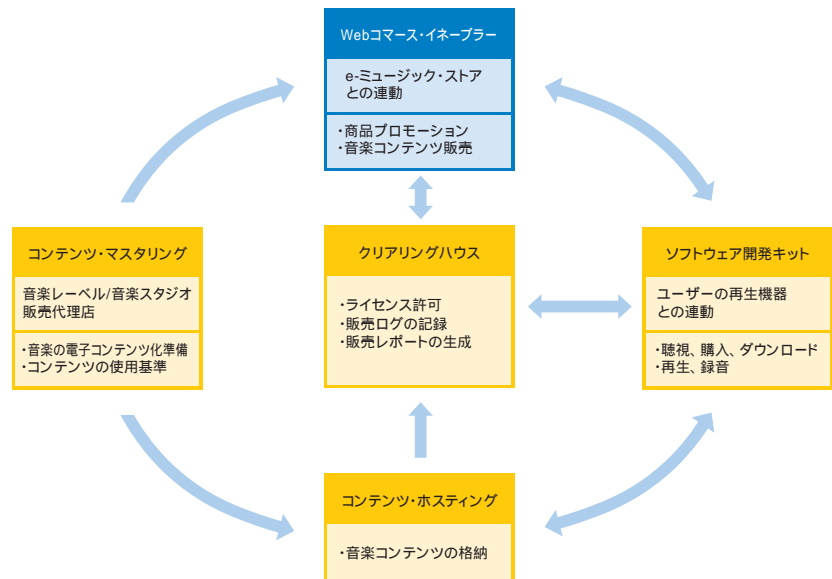 Webコマース・イネーブラー
e-ミュージック・ストア
との連動
・商品プロモーション
・音楽コンテンツ販売
コンテンツ・マスタリング
音楽レーベル/音楽スタジオ
販売代理店
・音楽の電子コンテンツ化準備
・コンテンツの使用基準
クリアリングハウス
・ライセンス許可
・販売ログの記録
・販売レポートの生成
ソフトウェア開発キット
ユーザーの再生機器
との連動
・聴視、購入、ダウンロード
・再生、録音
コンテンツ・ホスティング
・音楽コンテンツの格納